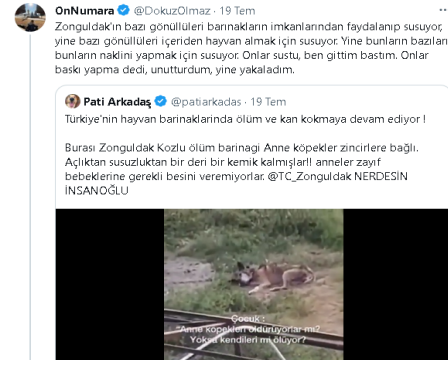 OnNumara @DokuzOlmaz · 19 Tem
Zonguldak'ın bazı gönüllüleri barınakların imkanlarından faydalanıp susuyor,
yine bazı gönüllüleri içeriden hayvan almak için susuyor. Yine bunların bazıları
bunların naklini yapmak için susuyor. Onlar sustu, ben gittim bastım. Onlar
baskı yapma dedi, unutturdum, yine yakaladım.
Pati Arkadaş @patiarkadas · 19 Tem
Türkiye'nin hayvan barinaklarinda ölüm ve kan kokmaya devam ediyor !
Burası Zonguldak Kozlu ölüm barinagi Anne köpekler zincirlere bağlı.
Açlıktan susuzluktan bir deri bir kemik kalmışlar!! anneler zayıf
bebeklerine gerekli besini veremiyorlar. @TC_Zonguldak NERDESİN
İNSANOĞLU
Çocuk :
"Anne köpekleri öldürüyorlar mı?
Yoksa kendileri mi ölüyor?